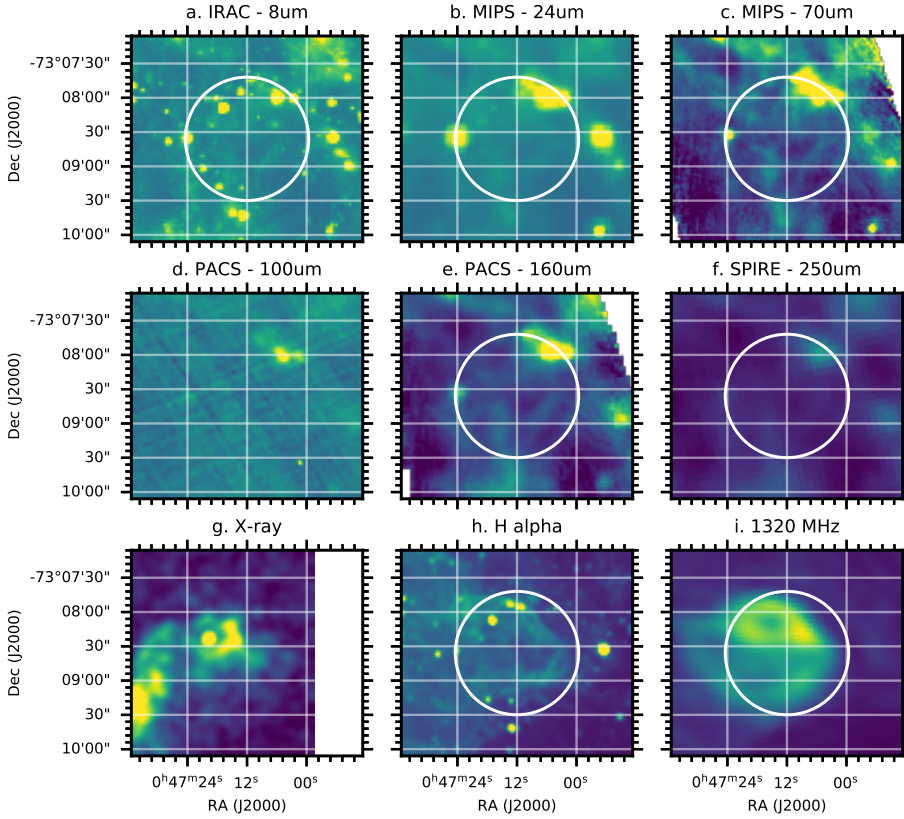 a. IRAC - 8um
b. MIPS - 24um
c. MIPS - 70um
-73°07'30"
08'00"
30"
09'00"
30"
10'00"
Dec (J2000)
d. PACS - 100um
e. PACS - 160um
f. SPIRE - 250um
-73°07'30"
08'00"
30"
09'00"
30"
10'00"
Dec (J2000)
g. X-ray
h. H alpha
i. 1320 MHz
-73°07'30"
08'00"
30"
09'00"
30"
10'00"
Dec (J2000)
0ʰ47ᵐ24ˢ 12ˢ 00ˢ
0ʰ47ᵐ24ˢ 12ˢ 00ˢ
0ʰ47ᵐ24ˢ 12ˢ 00ˢ
RA (J2000)
RA (J2000)
RA (J2000)